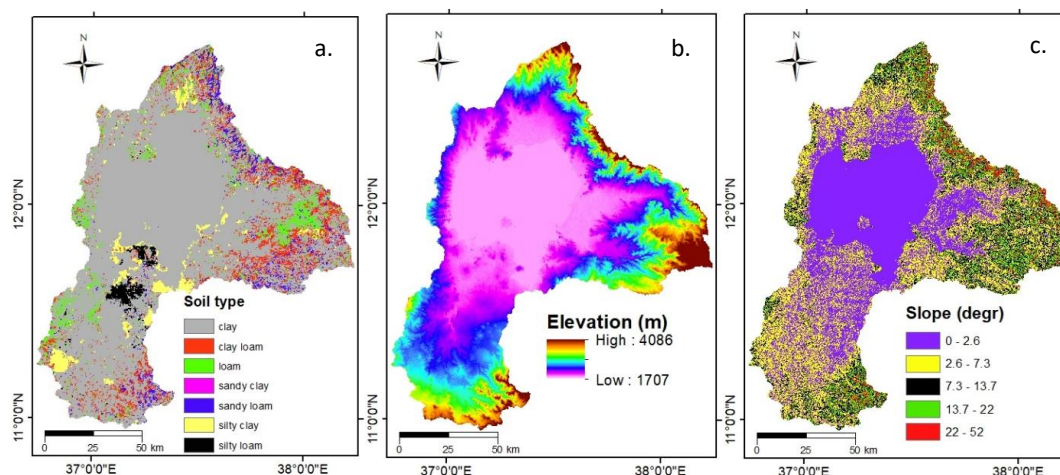 N
a.
12°0'0"N
11°0'0"N
Soil type
clay
clay loam
loam
sandy clay
sandy loam
silty clay
silty loam
0 25 50 km
37°0'0"E 38°0'0"E
N
b.
12°0'0"N
11°0'0"N
Elevation (m)
High : 4086
Low : 1707
0 25 50 km
37°0'0"E 38°0'0"E
N
c.
12°0'0"N
11°0'0"N
Slope (degr)
0 - 2.6
2.6 - 7.3
7.3 - 13.7
13.7 - 22
22 - 52
0 25 50 km
37°0'0"E 38°0'0"E